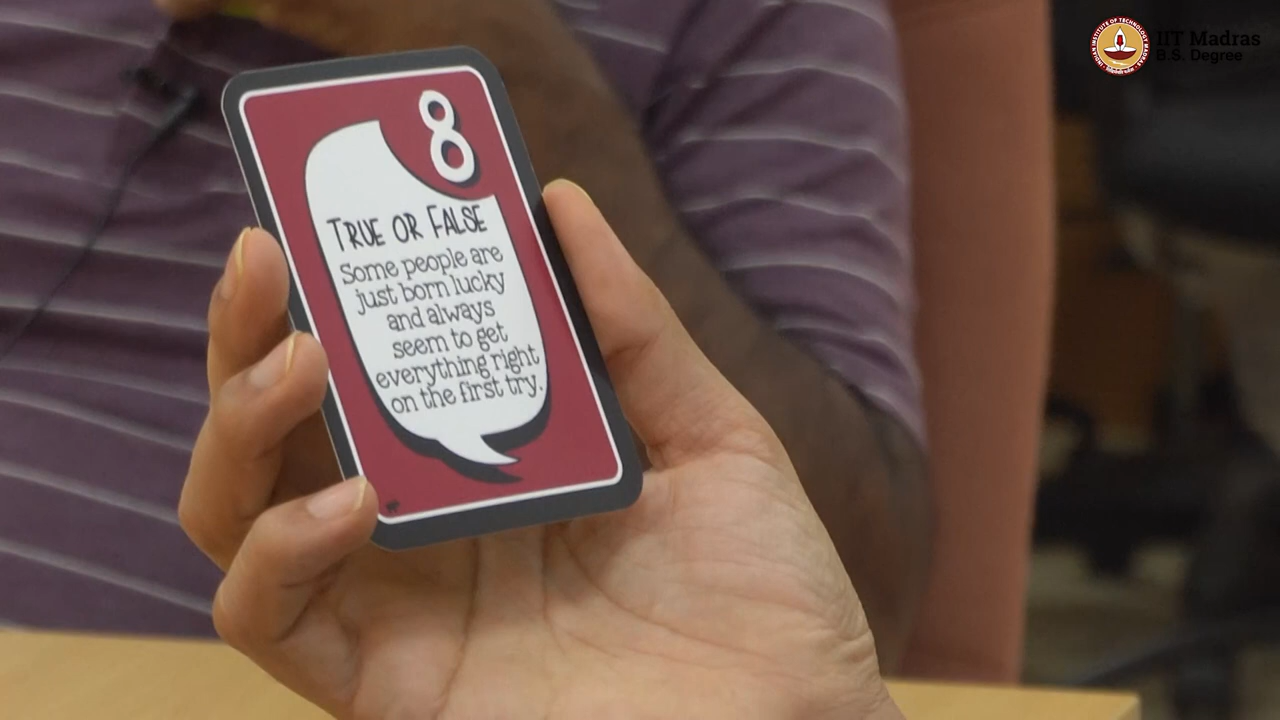 8
TRUE OR FALSE
Some people are
just born lucky
and always
seem to get
everything right
on the first try.
IIT Madras
B.S. Degree